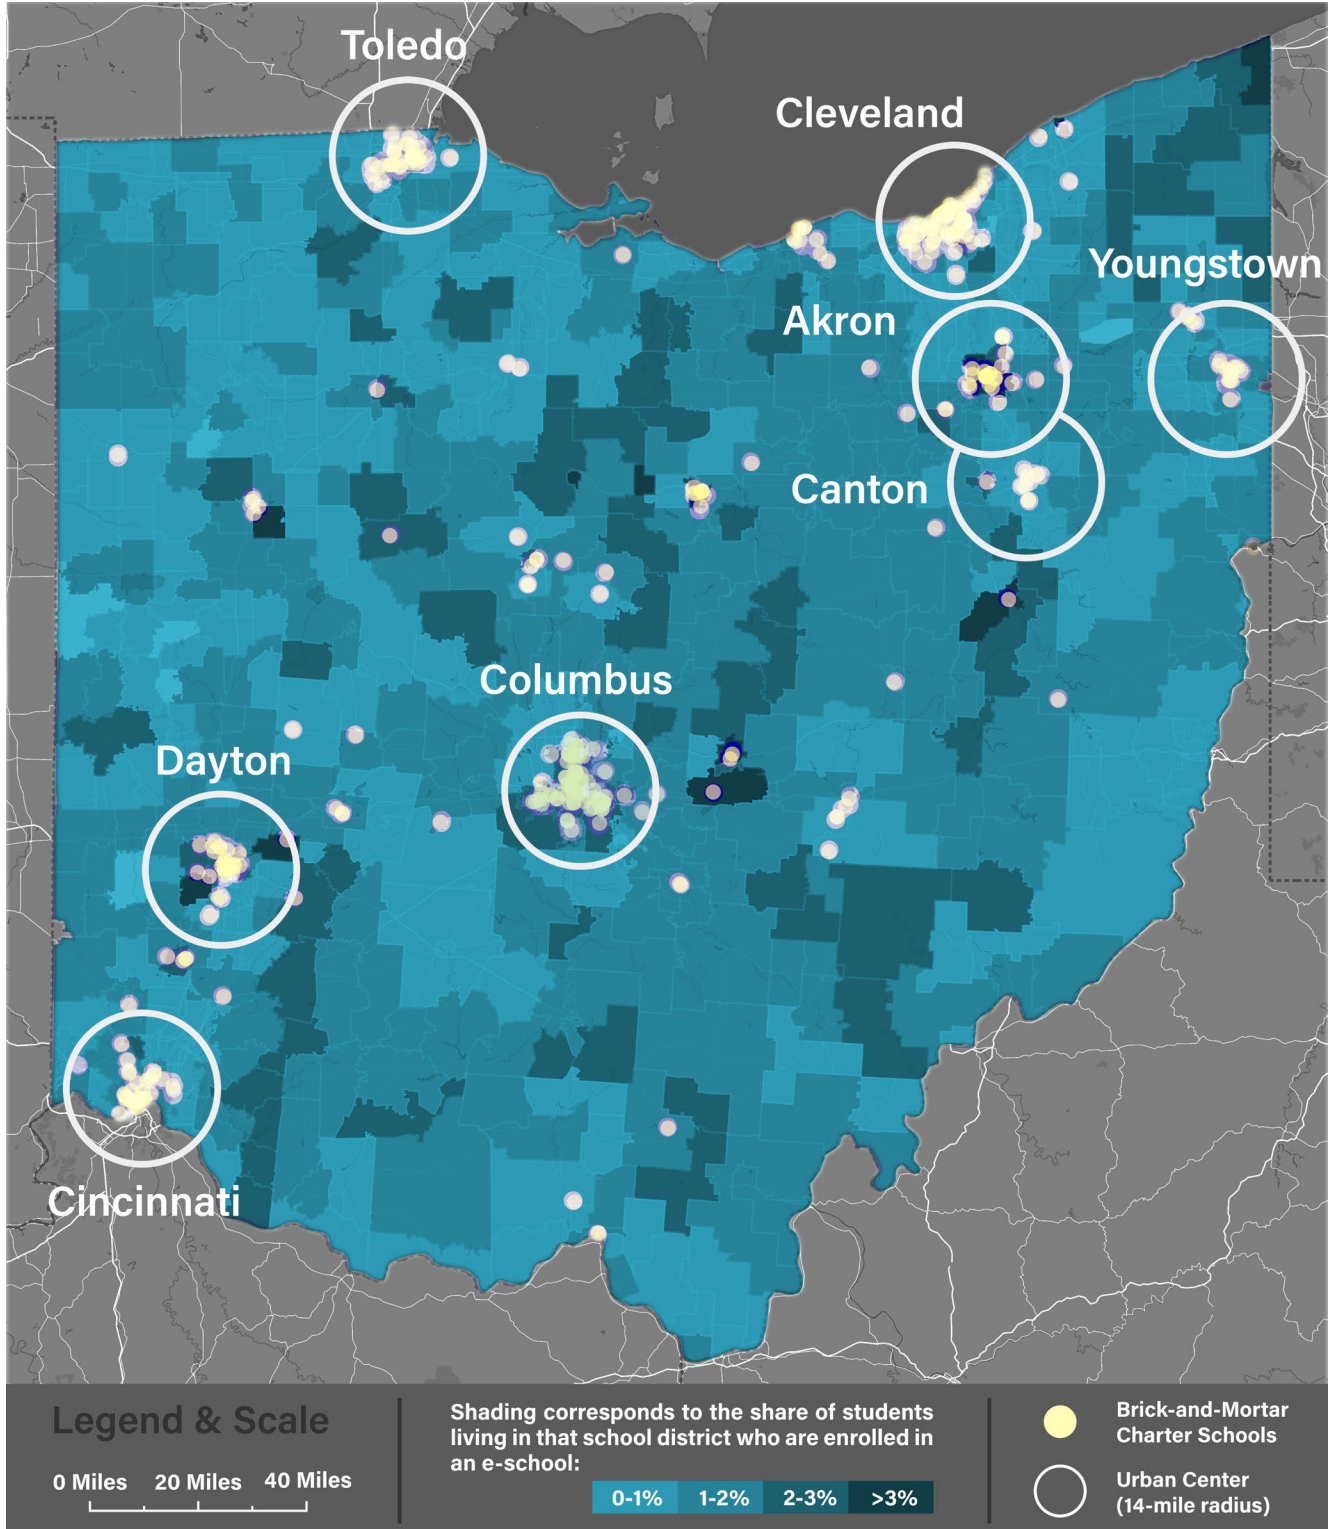 Toledo
Cleveland
Youngstown
Akron
Canton
Columbus
Dayton
Cincinnati
Legend & Scale
0 Miles 20 Miles 40 Miles
Shading corresponds to the share of students
living in that school district who are enrolled in
an e-school:
0-1% 1-2% 2-3% >3%
Brick-and-Mortar
Charter Schools
Urban Center
(14-mile radius)